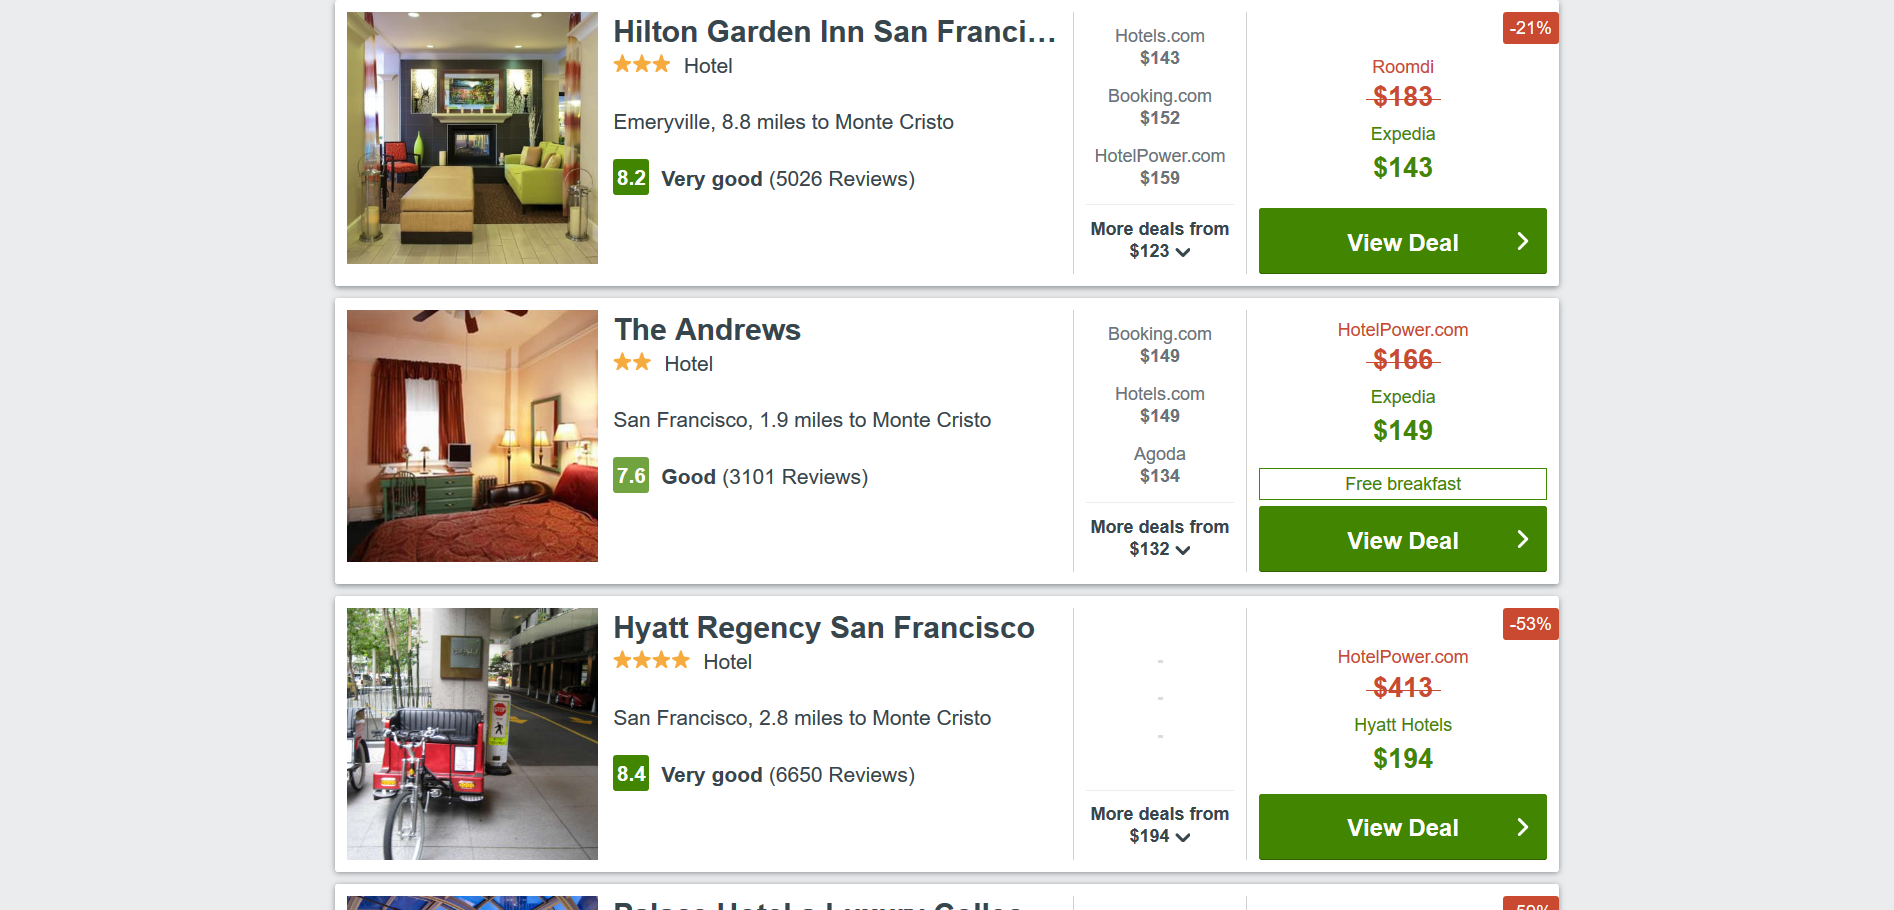 Hilton Garden Inn San Franci...
Hotel
Emeryville, 8.8 miles to Monte Cristo
8.2 Very good (5026 Reviews)
Hotels.com
$143
Booking.com
$152
HotelPower.com
$159
More deals from
$123
-21%
Roomdi
$183
Expedia
$143
View Deal
The Andrews
Hotel
San Francisco, 1.9 miles to Monte Cristo
7.6 Good (3101 Reviews)
Booking.com
$149
Hotels.com
$149
Agoda
$134
More deals from
$132
HotelPower.com
$166
Expedia
$149
Free breakfast
View Deal
STOP
Hyatt Regency San Francisco
Hotel
San Francisco, 2.8 miles to Monte Cristo
8.4 Very good (6650 Reviews)
-
-
-
More deals from
$194
-53%
HotelPower.com
$413
Hyatt Hotels
$194
View Deal